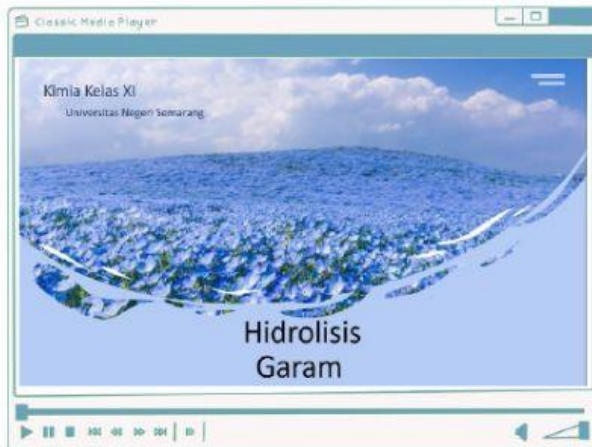 Classic Media Player
Kimia Kelas XI
Universitas Negeri Semarang
Hidrolisis
Garam